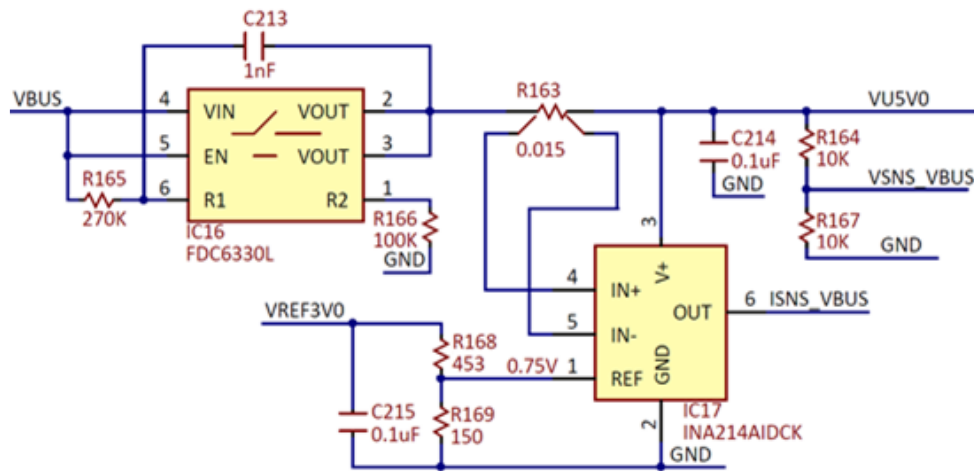 C213
1nF
VBUS
4
VIN
VOUT
2
5
EN
VOUT
3
R165
270K
6
R1
R2
1
IC16
FDC6330L
R166
100K
GND
R163
0.015
VU5V0
C214
0.1uF
GND
R164
10K
VSNS_VBUS
R167
10K
GND
3
V+
4
IN+
5
IN-
OUT
6
ISNS_VBUS
1
REF
GND
2
IC17
INA214AIDCK
GND
VREF3V0
R168
453
0.75V
C215
0.1uF
R169
150